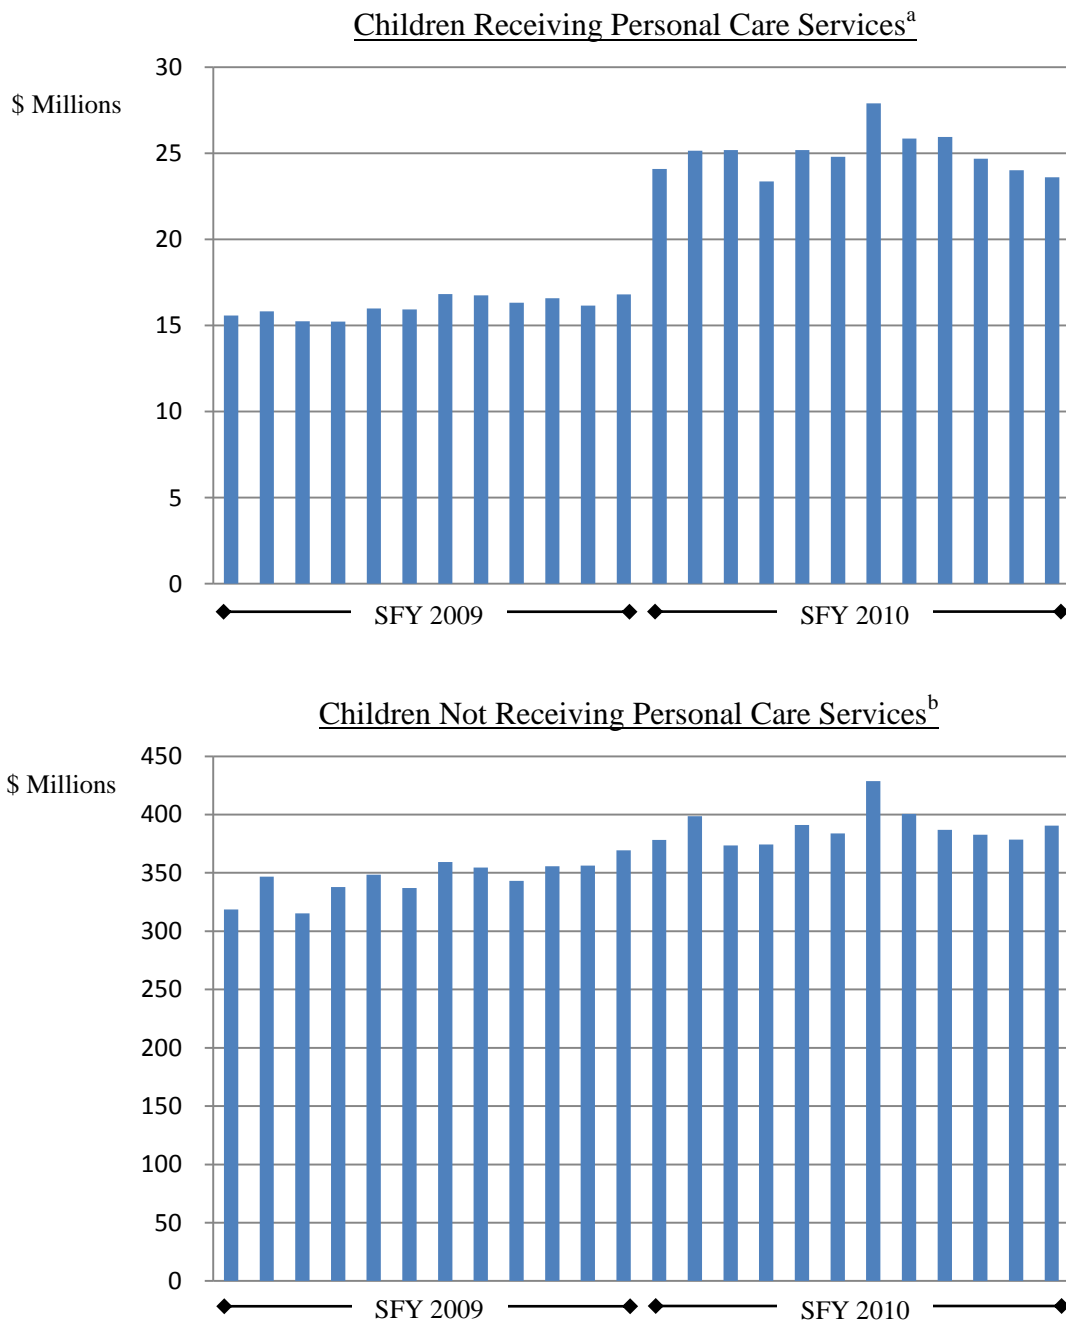 Children Receiving Personal Care Servicesᵃ
30
$ Millions
25
20
15
10
5
0
SFY 2009 SFY 2010
Children Not Receiving Personal Care Servicesᵇ
450
$ Millions
400
350
300
250
200
150
100
50
0
SFY 2009 SFY 2010